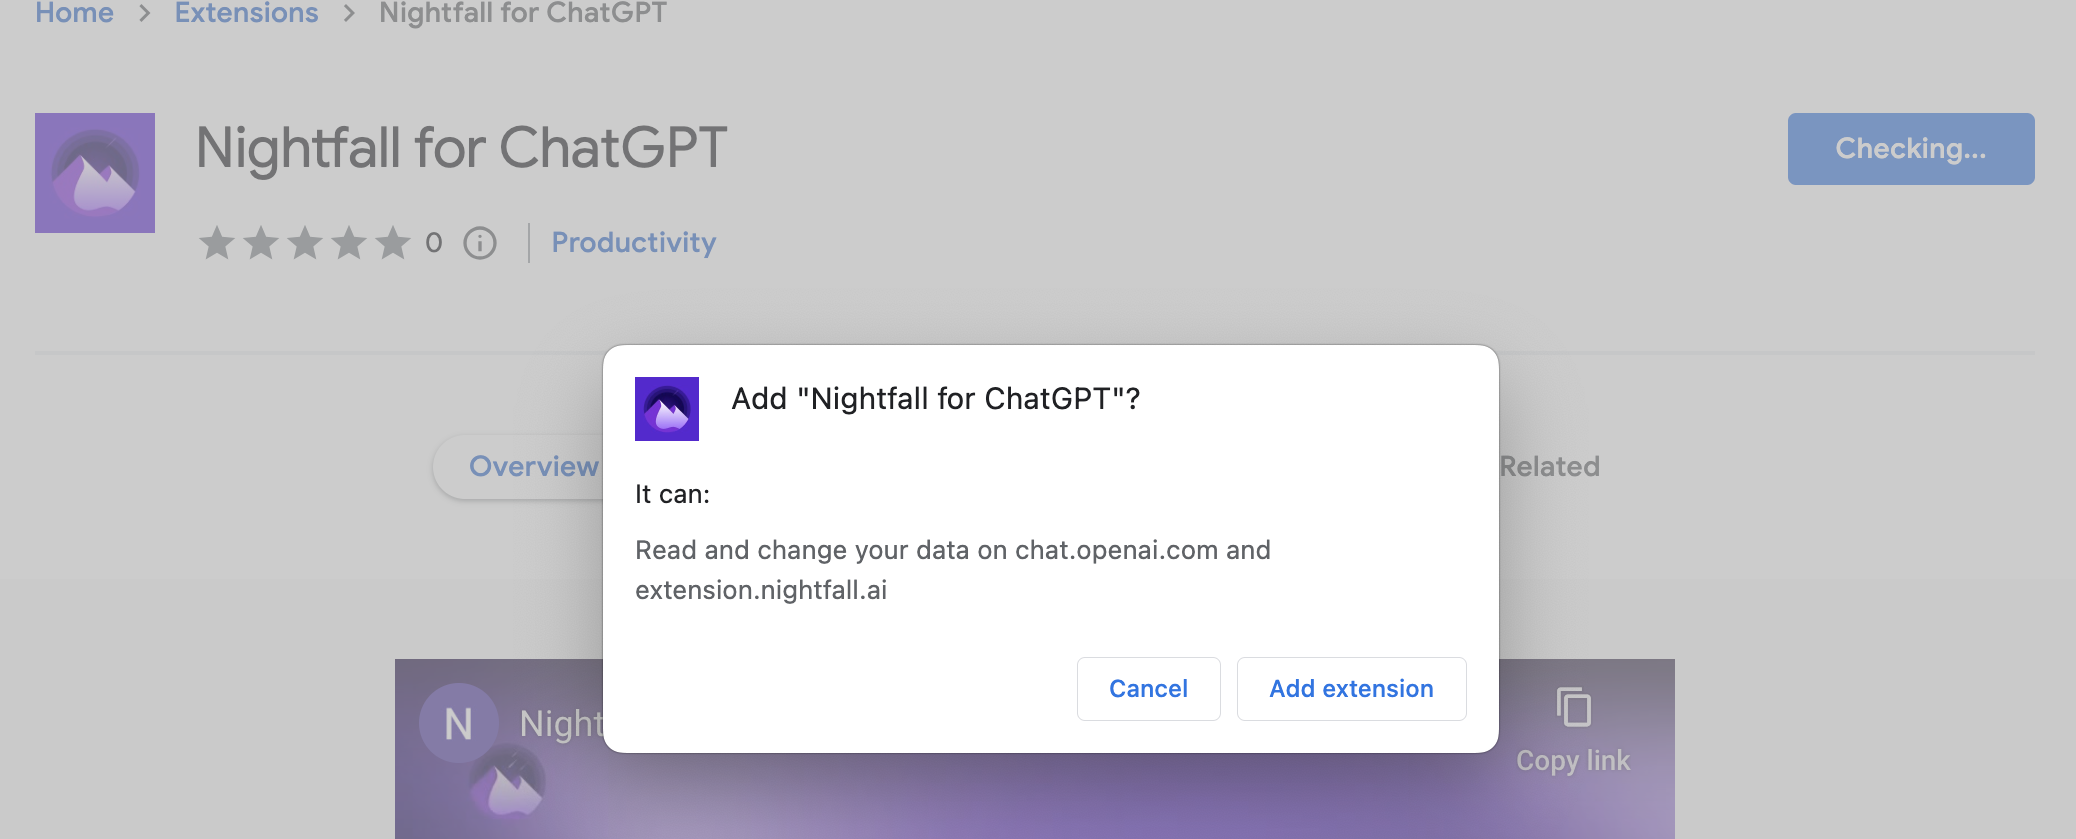 Home > Extensions > Nightfall for ChatGPT
Nightfall for ChatGPT
Checking...
0
Productivity
Add "Nightfall for ChatGPT"?
Overview
Related
It can:
Read and change your data on chat.openai.com and
extension.nightfall.ai
Cancel
Add extension
N
Night
Copy link